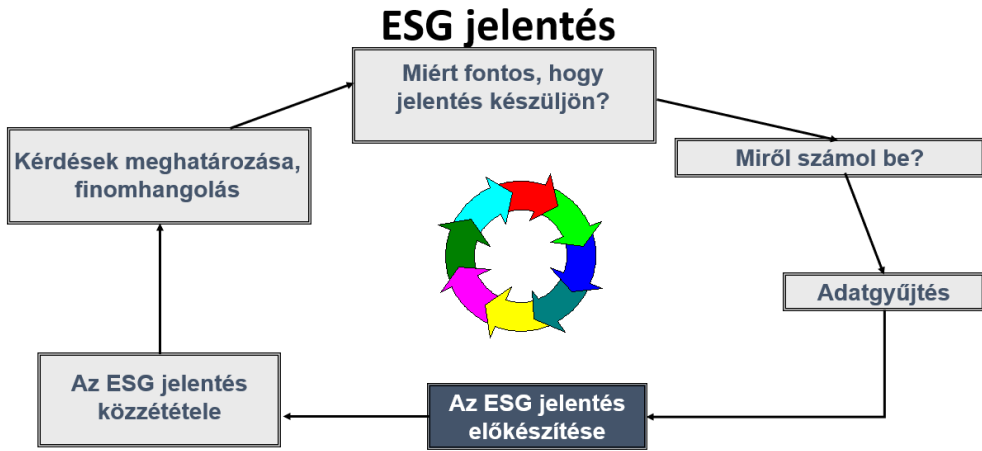 ESG jelentés
Miért fontos, hogy
jelentés készüljön?
Miről számol be?
Adatgyűjtés
Az ESG jelentés
előkészítése
Az ESG jelentés
közzététele
Kérdések meghatározása,
finomhangolás